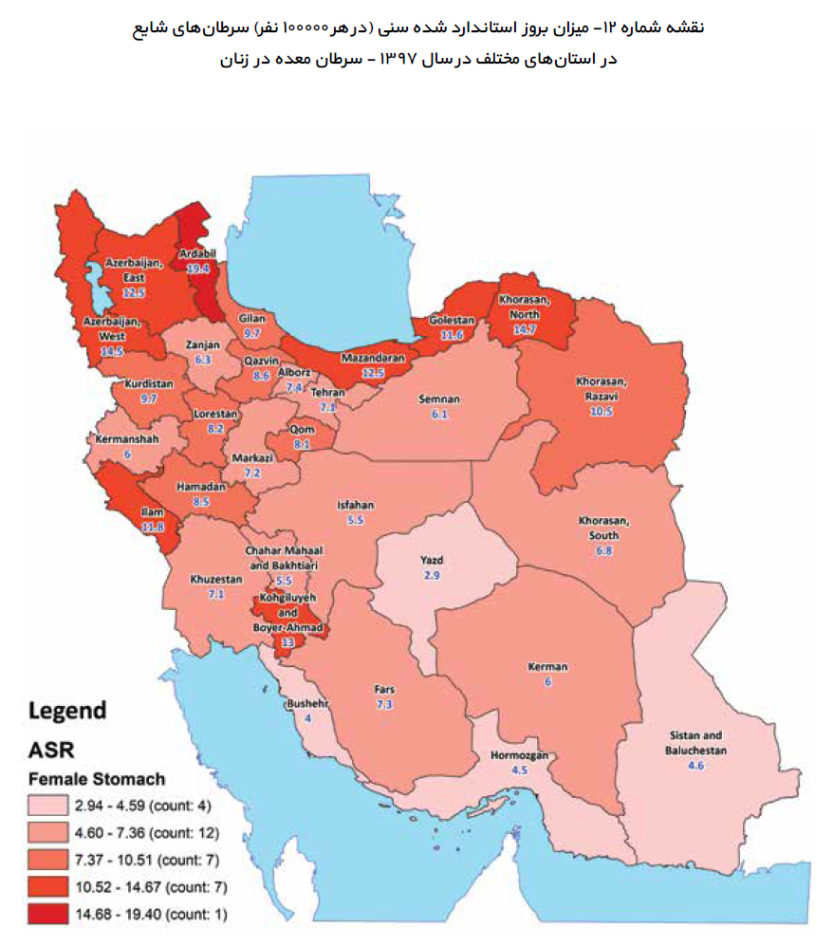 نقشه شماره ۱۲- میزان بروز استاندارد شده سنی (در هر ۱۰۰۰۰۰ نفر) سرطان‌های شایع
در استان‌های مختلف در سال ۱۳۹۷ - سرطان معده در زنان
Ardabil
19.4
Azerbaijan,
East
12.5
Azerbaijan,
West
14.5
Gilan
9.7
Zanjan
6.3
Golestan
11.6
Khorasan,
North
14.7
Mazandaran
12.5
Qazvin
8.6
Alborz
7.4
Tehran
7.1
Kurdistan
9.7
Semnan
6.1
Khorasan,
Razavi
10.5
Lorestan
8.2
Qom
8.1
Kermanshah
6
Markazi
7.2
Hamadan
8.5
Ilam
11.8
Isfahan
5.5
Khorasan,
South
6.8
Chahar Mahaal
and Bakhtiari
5.5
Yazd
2.9
Khuzestan
7.1
Kohgiluyeh
and
Boyer-Ahmad
13
Kerman
6
Fars
7.3
Bushehr
4
Hormozgan
4.5
Sistan and
Baluchestan
4.6
Legend
ASR
Female Stomach
2.94 - 4.59 (count: 4)
4.60 - 7.36 (count: 12)
7.37 - 10.51 (count: 7)
10.52 - 14.67 (count: 7)
14.68 - 19.40 (count: 1)